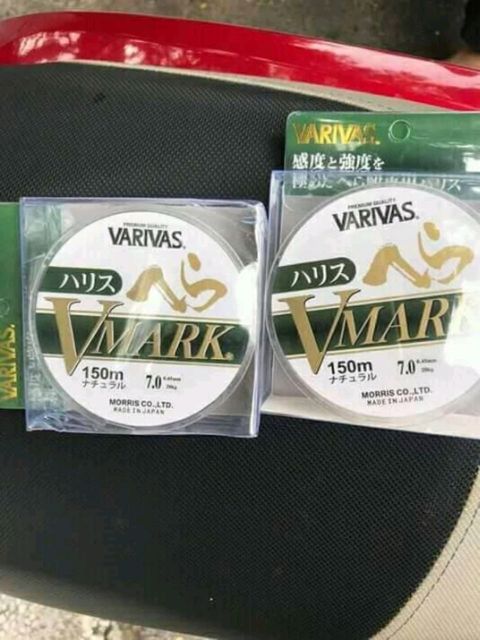 VARIVAS
PREMIUM QUALITY
VARIVAS®
ハリス へら
VMARK®
150m
ナチュラル
7.0
MORRIS CO.,LTD.
MADE IN JAPAN
VARIVAS
感度と強度を
PREMIUM QUALITY
VARIVAS®
ハリス へら
VMARK
150m
ナチュラル
7.0
MORRIS CO.,LTD.
MADE IN JAPAN